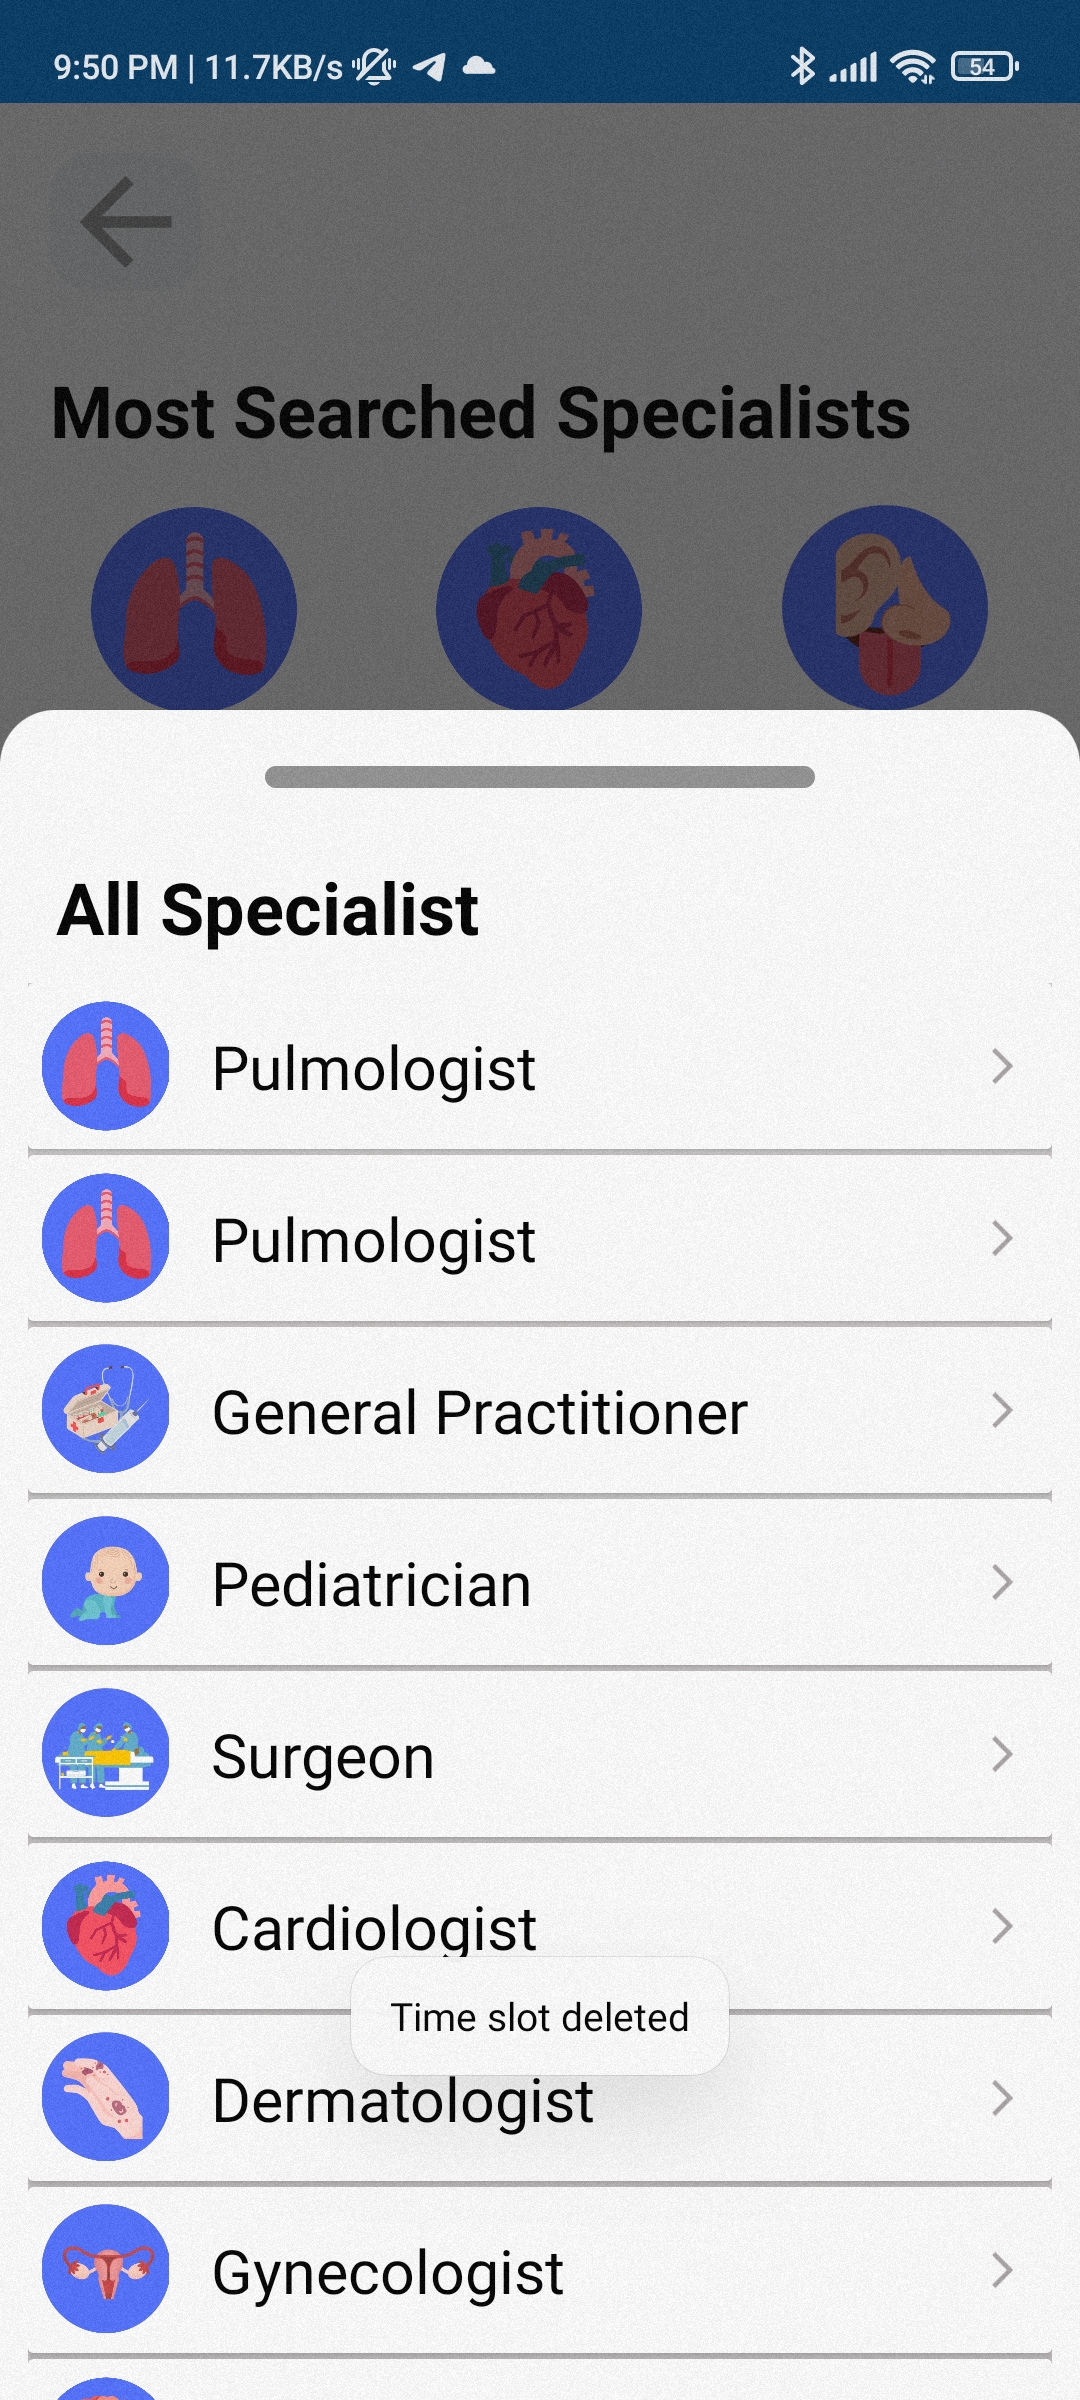 9:50 PM | 11.7KB/s
54
Most Searched Specialists
All Specialist
Pulmologist
Pulmologist
General Practitioner
Pediatrician
Surgeon
Cardiologist
Time slot deleted
Dermatologist
Gynecologist